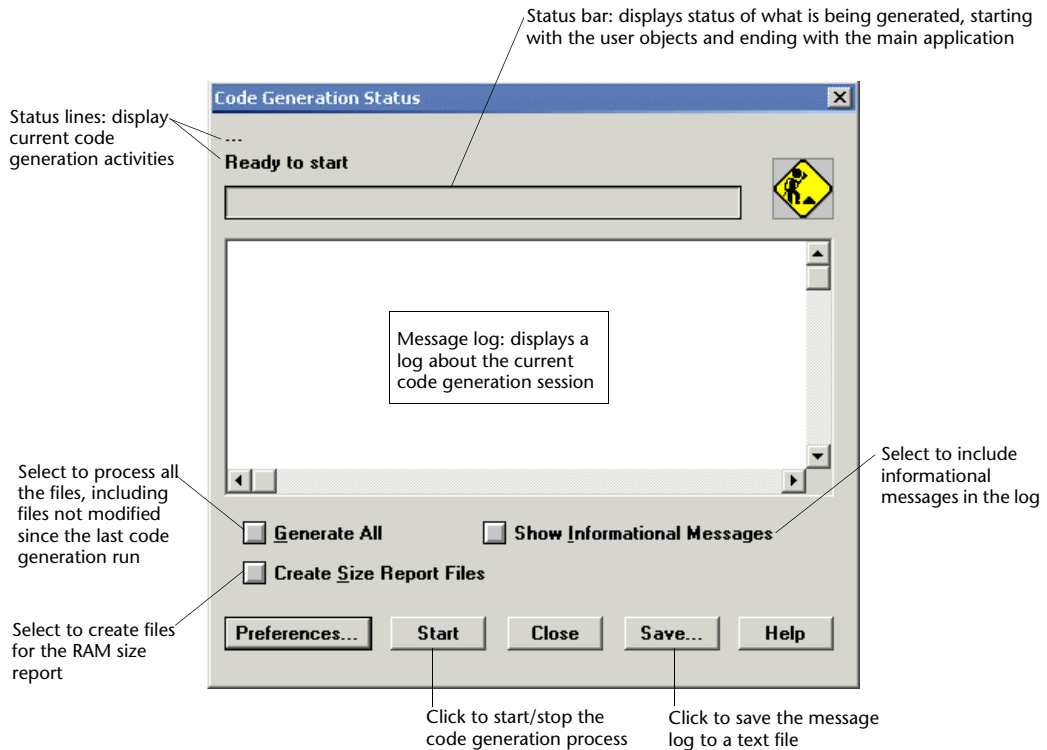 Status bar: displays status of what is being generated, starting
with the user objects and ending with the main application
Status lines: display
current code
generation activities
Code Generation Status
...
Ready to start
Message log: displays a
log about the current
code generation session
Select to process all
the files, including
files not modified
since the last code
generation run
Select to include
informational
messages in the log
Generate All
Show Informational Messages
Create Size Report Files
Select to create files
for the RAM size
report
Preferences...
Start
Close
Save...
Help
Click to start/stop the
code generation process
Click to save the message
log to a text file